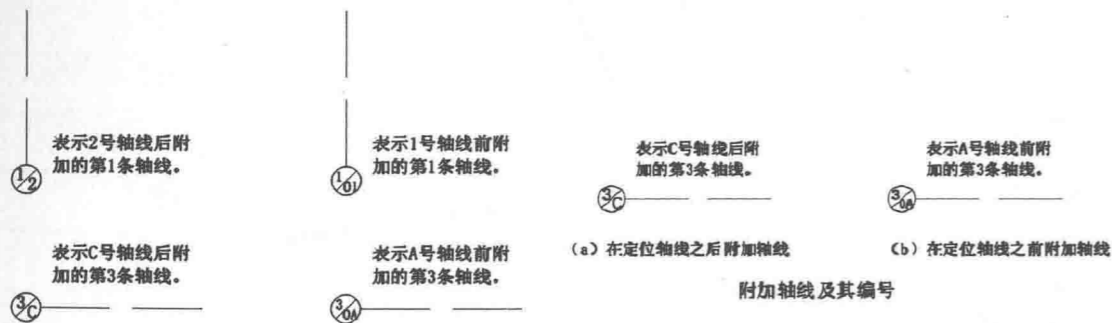 表示2号轴线后附
加的第1条轴线。
1/2
表示1号轴线前附
加的第1条轴线。
1/01
表示C号轴线后附
加的第3条轴线。
3/C
表示A号轴线前附
加的第3条轴线。
3/0A
表示C号轴线后附
加的第3条轴线。
3/C
(a) 在定位轴线之后附加轴线
表示A号轴线前附
加的第3条轴线。
3/0A
(b) 在定位轴线之前附加轴线
附加轴线及其编号